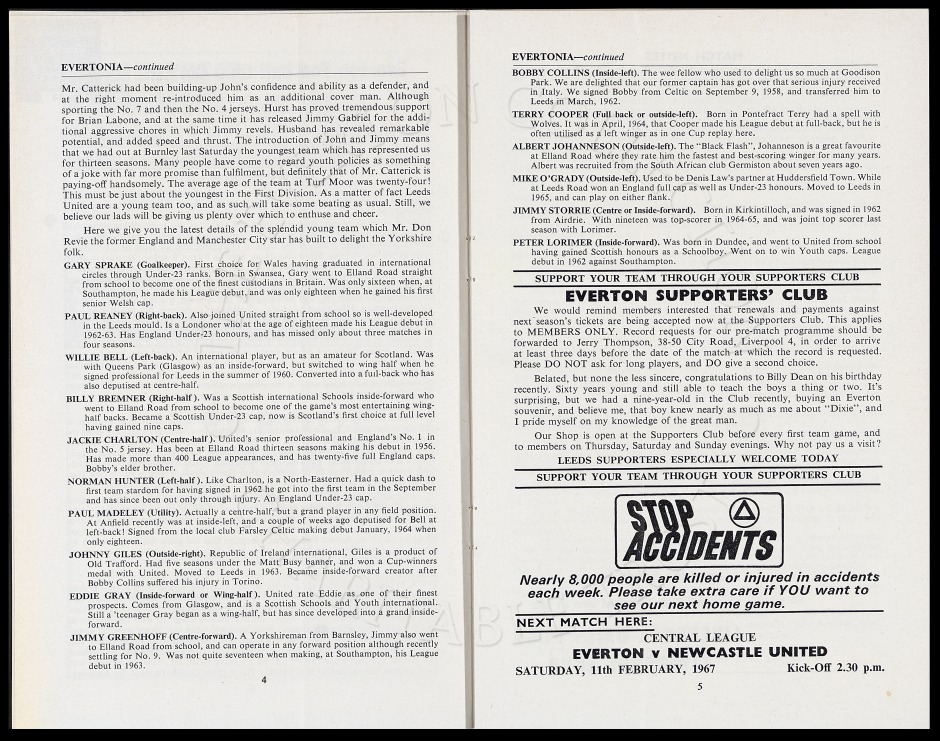 EVERTONIA—continued
Mr. Catterick had been building-up John's confidence and ability as a defender, and
at the right moment re-introduced him as an additional cover man. Although
sporting the No. 7 and then the No. 4 jerseys. Hurst has proved tremendous support
for Brian Labone, and at the same time it has released Jimmy Gabriel for the addi-
tional aggressive chores in which Jimmy revels. Husband has revealed remarkable
potential, and added speed and thrust. The introduction of John and Jimmy means
that we had out at Burnley last Saturday the youngest team which has represented us
for thirteen seasons. Many people have come to regard youth policies as something
of a joke with far more promise than fulfilment, but definitely that of Mr. Catterick is
paying-off handsomely. The average age of the team at Turf Moor was twenty-four!
This must be just about the youngest in the First Division. As a matter of fact Leeds
United are a young team too, and as such will take some beating as usual. Still, we
believe our lads will be giving us plenty over which to enthuse and cheer.
Here we give you the latest details of the splendid young team which Mr. Don
Revie the former England and Manchester City star has built to delight the Yorkshire
folk.
GARY SPRAKE (Goalkeeper). First choice for Wales having graduated in international
circles through Under-23 ranks. Born in Swansea, Gary went to Elland Road straight
from school to become one of the finest custodians in Britain. Was only sixteen when, at
Southampton, he made his League debut, and was only eighteen when he gained his first
senior Welsh cap.
PAUL REANEY (Right-back). Also joined United straight from school so is well-developed
in the Leeds mould. Is a Londoner who at the age of eighteen made his League debut in
1962-63. Has England Under-23 honours, and has missed only about three matches in
four seasons.
WILLIE BELL (Left-back). An international player, but as an amateur for Scotland. Was
with Queens Park (Glasgow) as an inside-forward, but switched to wing half when he
signed professional for Leeds in the summer of 1960. Converted into a full-back who has
also deputised at centre-half.
BILLY BREMNER (Right-half). Was a Scottish international Schools inside-forward who
went to Elland Road from school to become one of the game's most entertaining wing-
half backs. Became a Scottish Under-23 cap, now is Scotland's first choice at full level
having gained nine caps.
JACKIE CHARLTON (Centre-half). United's senior professional and England's No. 1 in
the No. 5 jersey. Has been at Elland Road thirteen seasons making his debut in 1956.
Has made more than 400 League appearances, and has twenty-five full England caps.
Bobby's elder brother.
NORMAN HUNTER (Left-half). Like Charlton, is a North-Easterner. Had a quick dash to
first team stardom for having signed in 1962 he got into the first team in the September
and has since been out only through injury. An England Under-23 cap.
PAUL MADELEY (Utility). Actually a centre-half, but a grand player in any field position.
At Anfield recently was at inside-left, and a couple of weeks ago deputised for Bell at
left-back! Signed from the local club Farsley Celtic making debut January, 1964 when
only eighteen.
JOHNNY GILES (Outside-right). Republic of Ireland international, Giles is a product of
Old Trafford. Had five seasons under the Matt Busby banner, and won a Cup-winners
medal with United. Moved to Leeds in 1963. Became inside-forward creator after
Bobby Collins suffered his injury in Torino.
EDDIE GRAY (Inside-forward or Wing-half). United rate Eddie as one of their finest
prospects. Comes from Glasgow, and is a Scottish Schools and Youth international.
Still a 'teenager Gray began as a wing-half, but has since developed into a grand inside-
forward.
JIMMY GREENHOFF (Centre-forward). A Yorkshireman from Barnsley, Jimmy also went
to Elland Road from school, and can operate in any forward position although recently
settling for No. 9. Was not quite seventeen when making, at Southampton, his League
debut in 1963.
4
EVERTONIA—continued
BOBBY COLLINS (Inside-left). The wee fellow who used to delight us so much at Goodison
Park. We are delighted that our former captain has got over that serious injury received
in Italy. We signed Bobby from Celtic on September 9, 1958, and transferred him to
Leeds in March, 1962.
TERRY COOPER (Full back or outside-left). Born in Pontefract Terry had a spell with
Wolves. It was in April, 1964, that Cooper made his League debut at full-back, but he is
often utilised as a left winger as in one Cup replay here.
ALBERT JOHANNESON (Outside-left). The "Black Flash", Johanneson is a great favourite
at Elland Road where they rate him the fastest and best-scoring winger for many years.
Albert was recruited from the South African club Germiston about seven years ago.
MIKE O'GRADY (Outside-left). Used to be Denis Law's partner at Huddersfield Town. While
at Leeds Road won an England full cap as well as Under-23 honours. Moved to Leeds in
1965, and can play on either flank.
JIMMY STORRIE (Centre or Inside-forward). Born in Kirkintilloch, and was signed in 1962
from Airdrie. With nineteen was top-scorer in 1964-65, and was joint top scorer last
season with Lorimer.
PETER LORIMER (Inside-forward). Was born in Dundee, and went to United from school
having gained Scottish honours as a Schoolboy. Went on to win Youth caps. League
debut in 1962 against Southampton.
SUPPORT YOUR TEAM THROUGH YOUR SUPPORTERS CLUB
EVERTON SUPPORTERS' CLUB
We would remind members interested that renewals and payments against
next season's tickets are being accepted now at the Supporters Club. This applies
to MEMBERS ONLY. Record requests for our pre-match programme should be
forwarded to Jerry Thompson, 38-50 City Road, Liverpool 4, in order to arrive
at least three days before the date of the match at which the record is requested.
Please DO NOT ask for long players, and DO give a second choice.
Belated, but none the less sincere, congratulations to Billy Dean on his birthday
recently. Sixty years young and still able to teach the boys a thing or two. It's
surprising, but we had a nine-year-old in the Club recently, buying an Everton
souvenir, and believe me, that boy knew nearly as much as me about "Dixie", and
I pride myself on my knowledge of the great man.
Our Shop is open at the Supporters Club before every first team game, and
to members on Thursday, Saturday and Sunday evenings. Why not pay us a visit?
LEEDS SUPPORTERS ESPECIALLY WELCOME TODAY
SUPPORT YOUR TEAM THROUGH YOUR SUPPORTERS CLUB
STOP
ACCIDENTS
Nearly 8,000 people are killed or injured in accidents
each week. Please take extra care if YOU want to
see our next home game.
NEXT MATCH HERE:
CENTRAL LEAGUE
EVERTON v NEWCASTLE UNITED
SATURDAY, 11th FEBRUARY, 1967 Kick-Off 2.30 p.m.
5